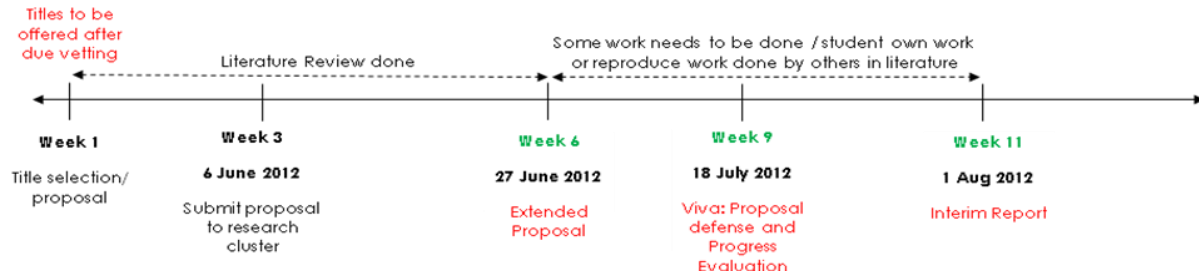 Titles to be
offered after
due vetting
Literature Review done
Some work needs to be done /student own work
or reproduce work done by others in literature
Week 1
Title selection/
proposal
Week 3
6 June 2012
Submit proposal
to research
cluster
Week 6
27 June 2012
Extended
Proposal
Week 9
18 July 2012
Viva: Proposal
defense and
Progress
Evaluation
Week 11
1 Aug 2012
Interim Report